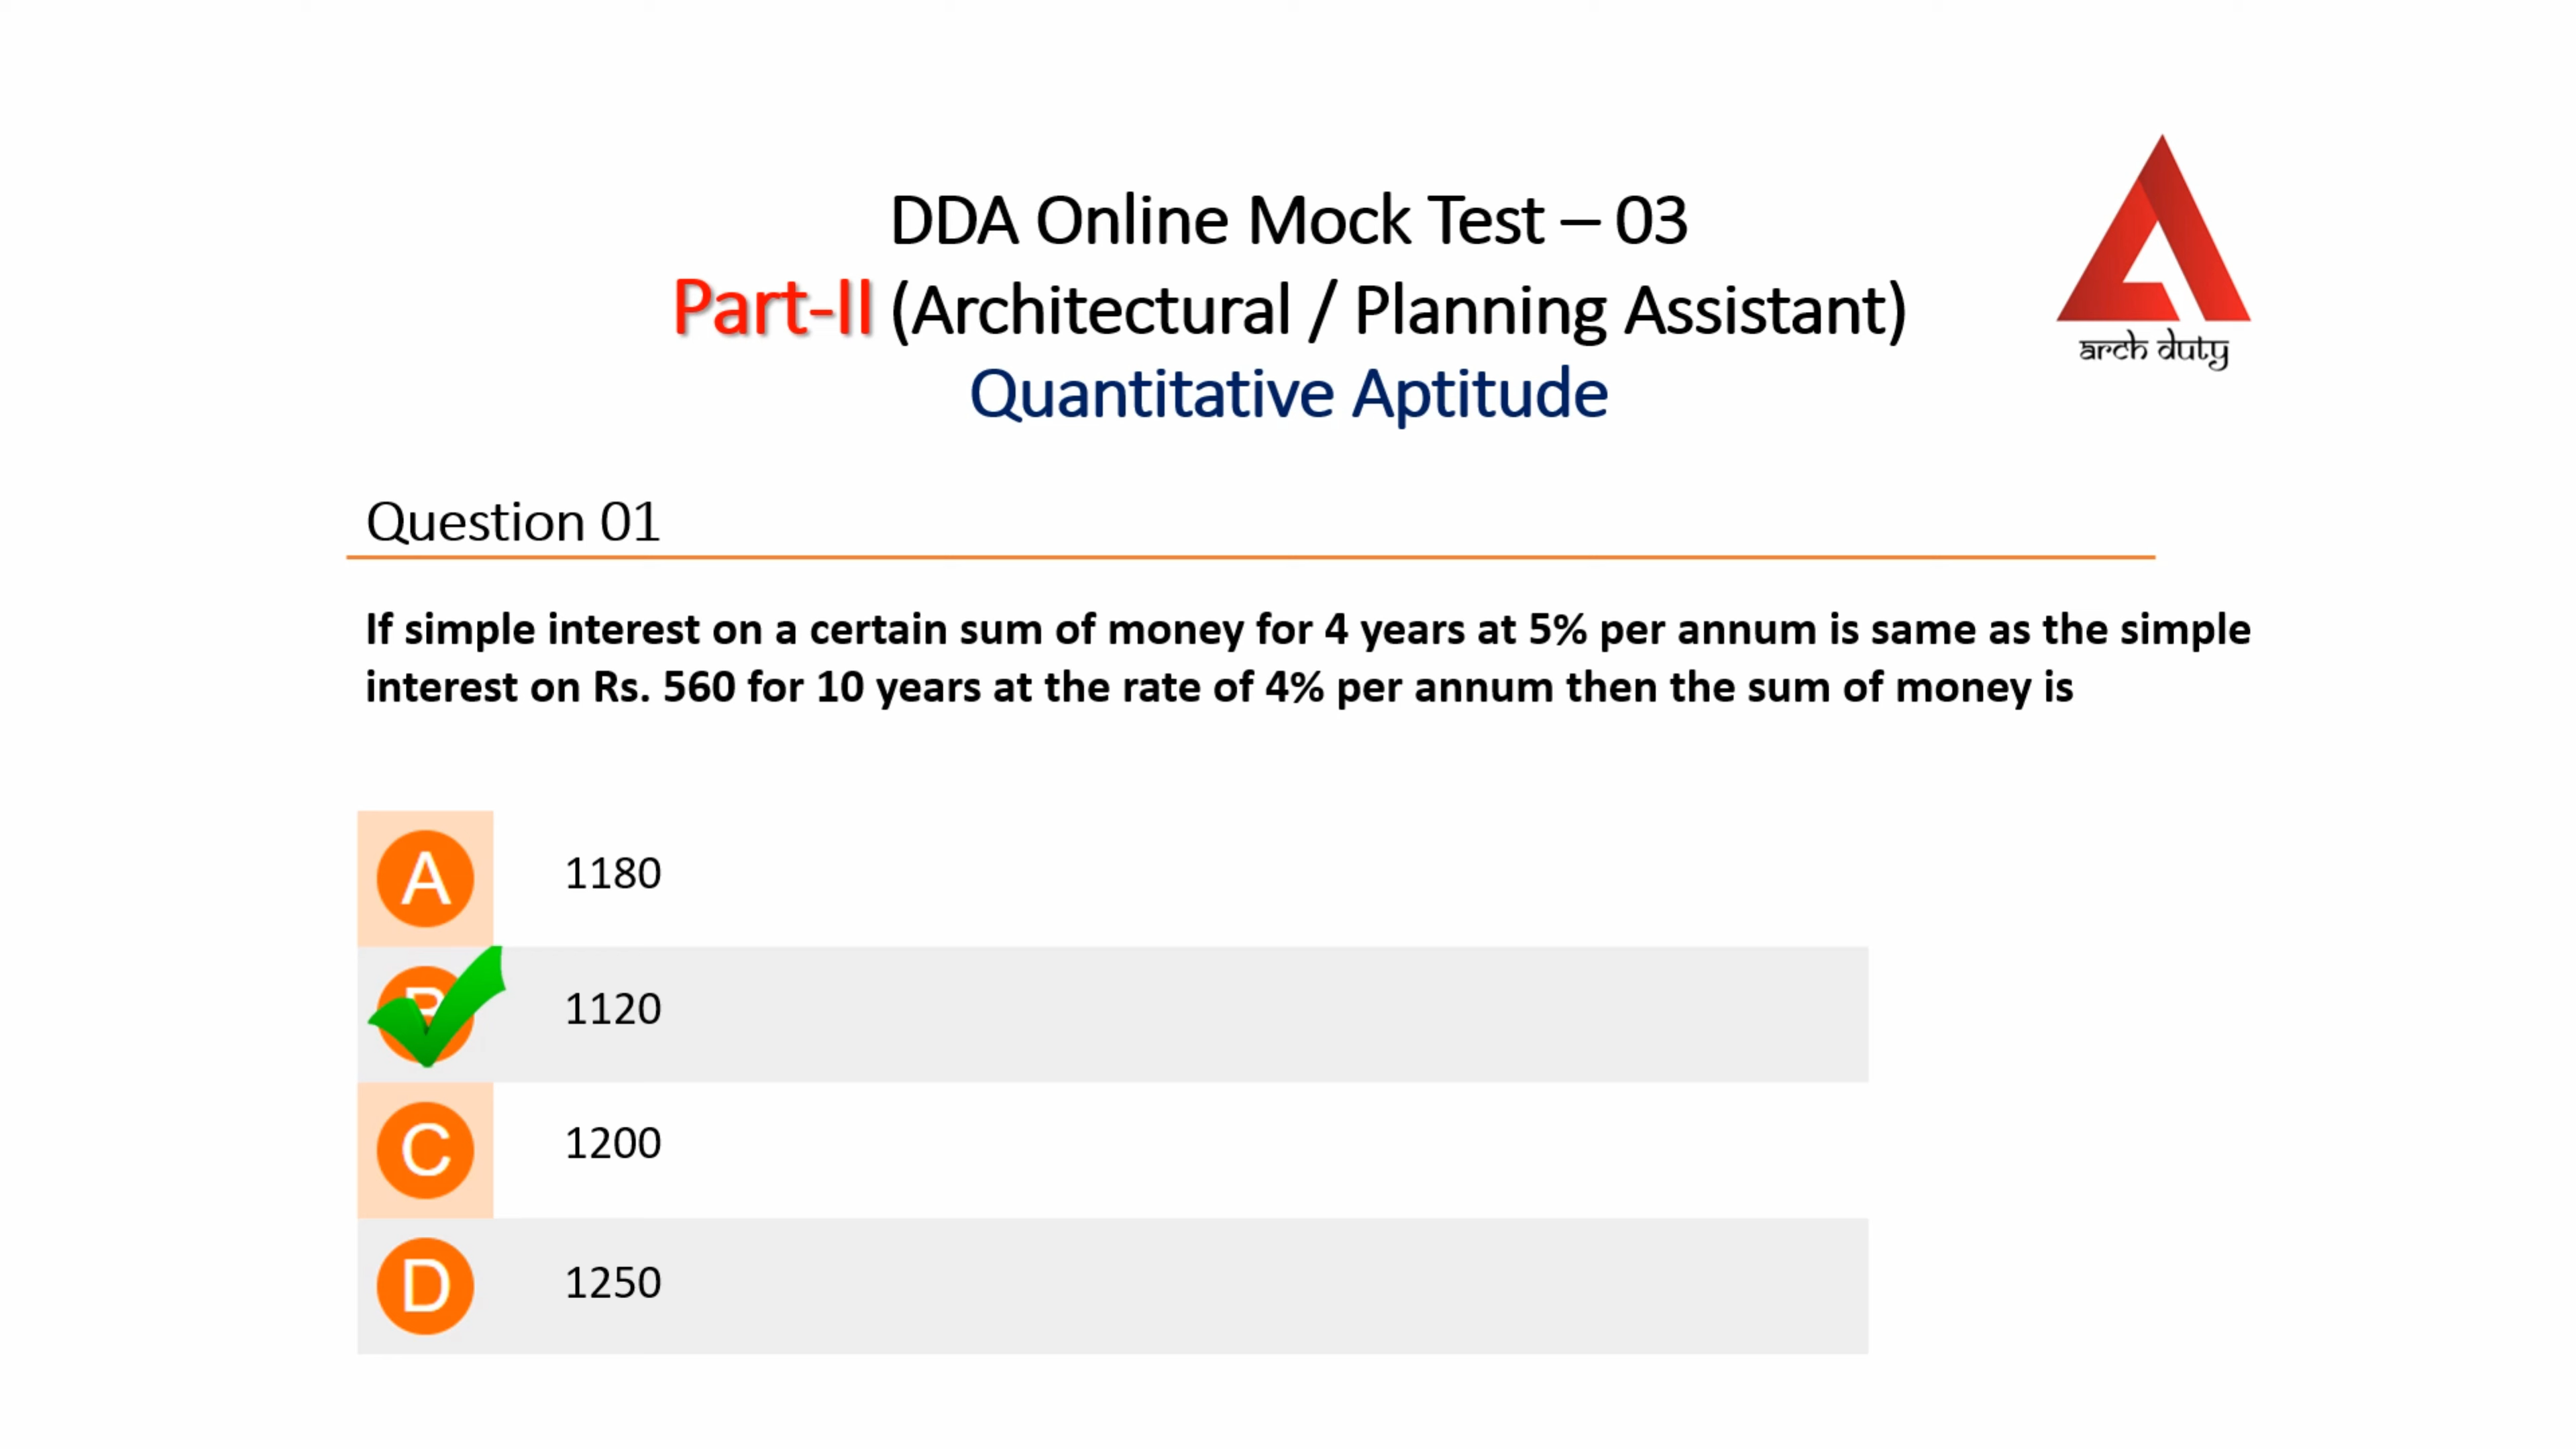 DDA Online Mock Test – 03
Part-II (Architectural / Planning Assistant)
Quantitative Aptitude
arch duty
Question 01
If simple interest on a certain sum of money for 4 years at 5% per annum is same as the simple
interest on Rs. 560 for 10 years at the rate of 4% per annum then the sum of money is
A 1180
B 1120
C 1200
D 1250